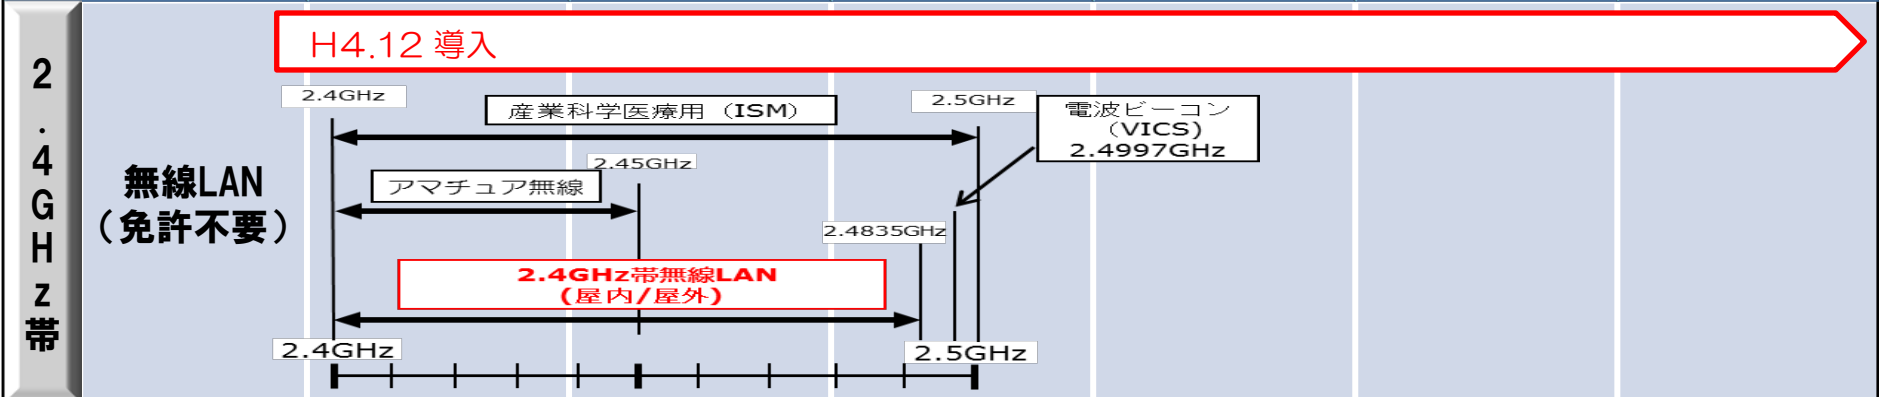 2.4GHz帯
H4.12 導入
無線LAN
（免許不要）
2.4GHz
産業科学医療用（ISM）
2.5GHz
電波ビーコン
（VICS）
2.4997GHz
2.45GHz
アマチュア無線
2.4835GHz
2.4GHz帯無線LAN
(屋内/屋外)
2.4GHz
2.5GHz